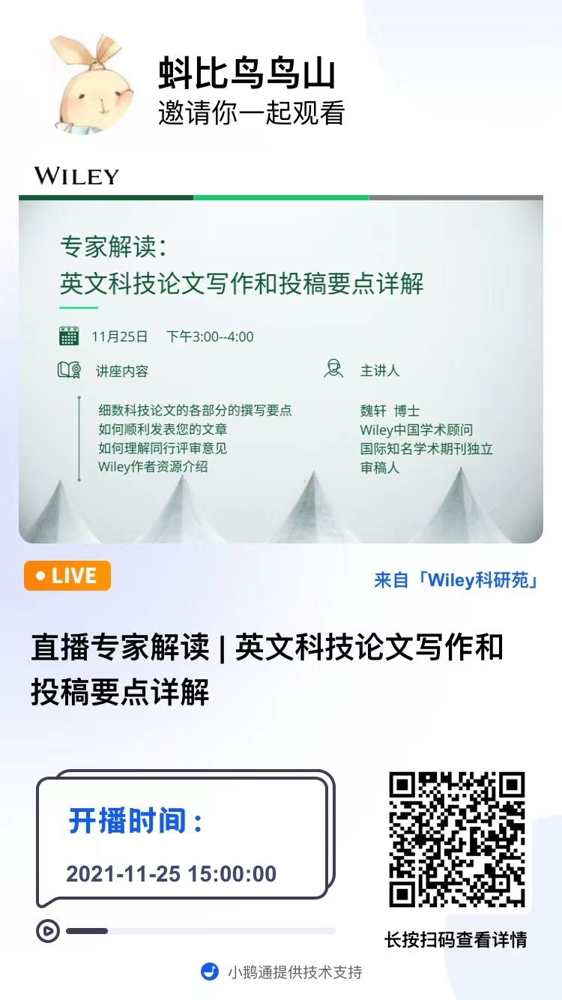 蚪比鸟鸟山
邀请你一起观看
WILEY
专家解读：
英文科技论文写作和投稿要点详解
11月25日 下午3:00--4:00
讲座内容
细数科技论文的各部分的撰写要点
如何顺利发表您的文章
如何理解同行评审意见
Wiley作者资源介绍
主讲人
魏轩 博士
Wiley中国学术顾问
国际知名学术期刊独立
审稿人
LIVE
来自「Wiley科研苑」
直播专家解读 | 英文科技论文写作和
投稿要点详解
开播时间：
2021-11-25 15:00:00
长按扫码查看详情
小鹅通提供技术支持